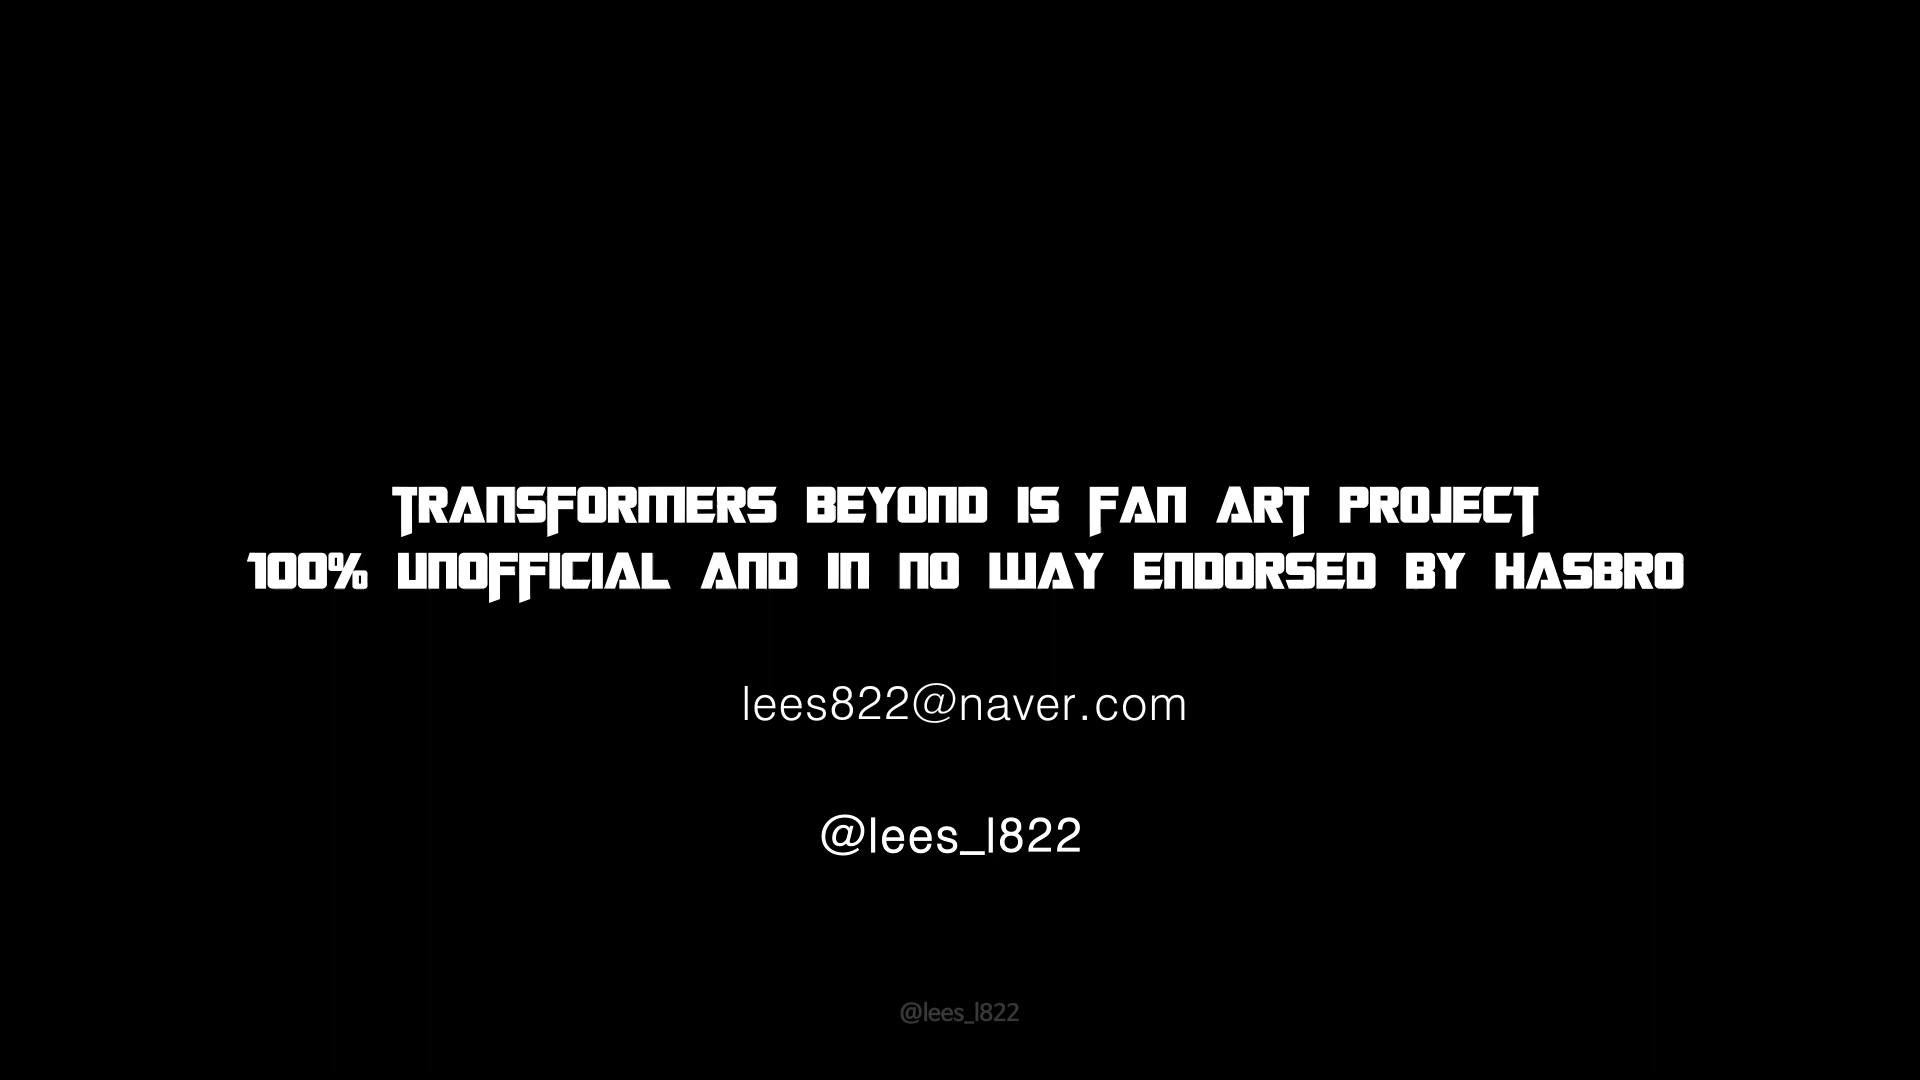 TRANSFORMERS BEYOND IS FAN ART PROJECT
100% UNOFFICIAL AND IN NO WAY ENDORSED BY HASBRO
lees822@naver.com
@lees_l822
@lees_l822